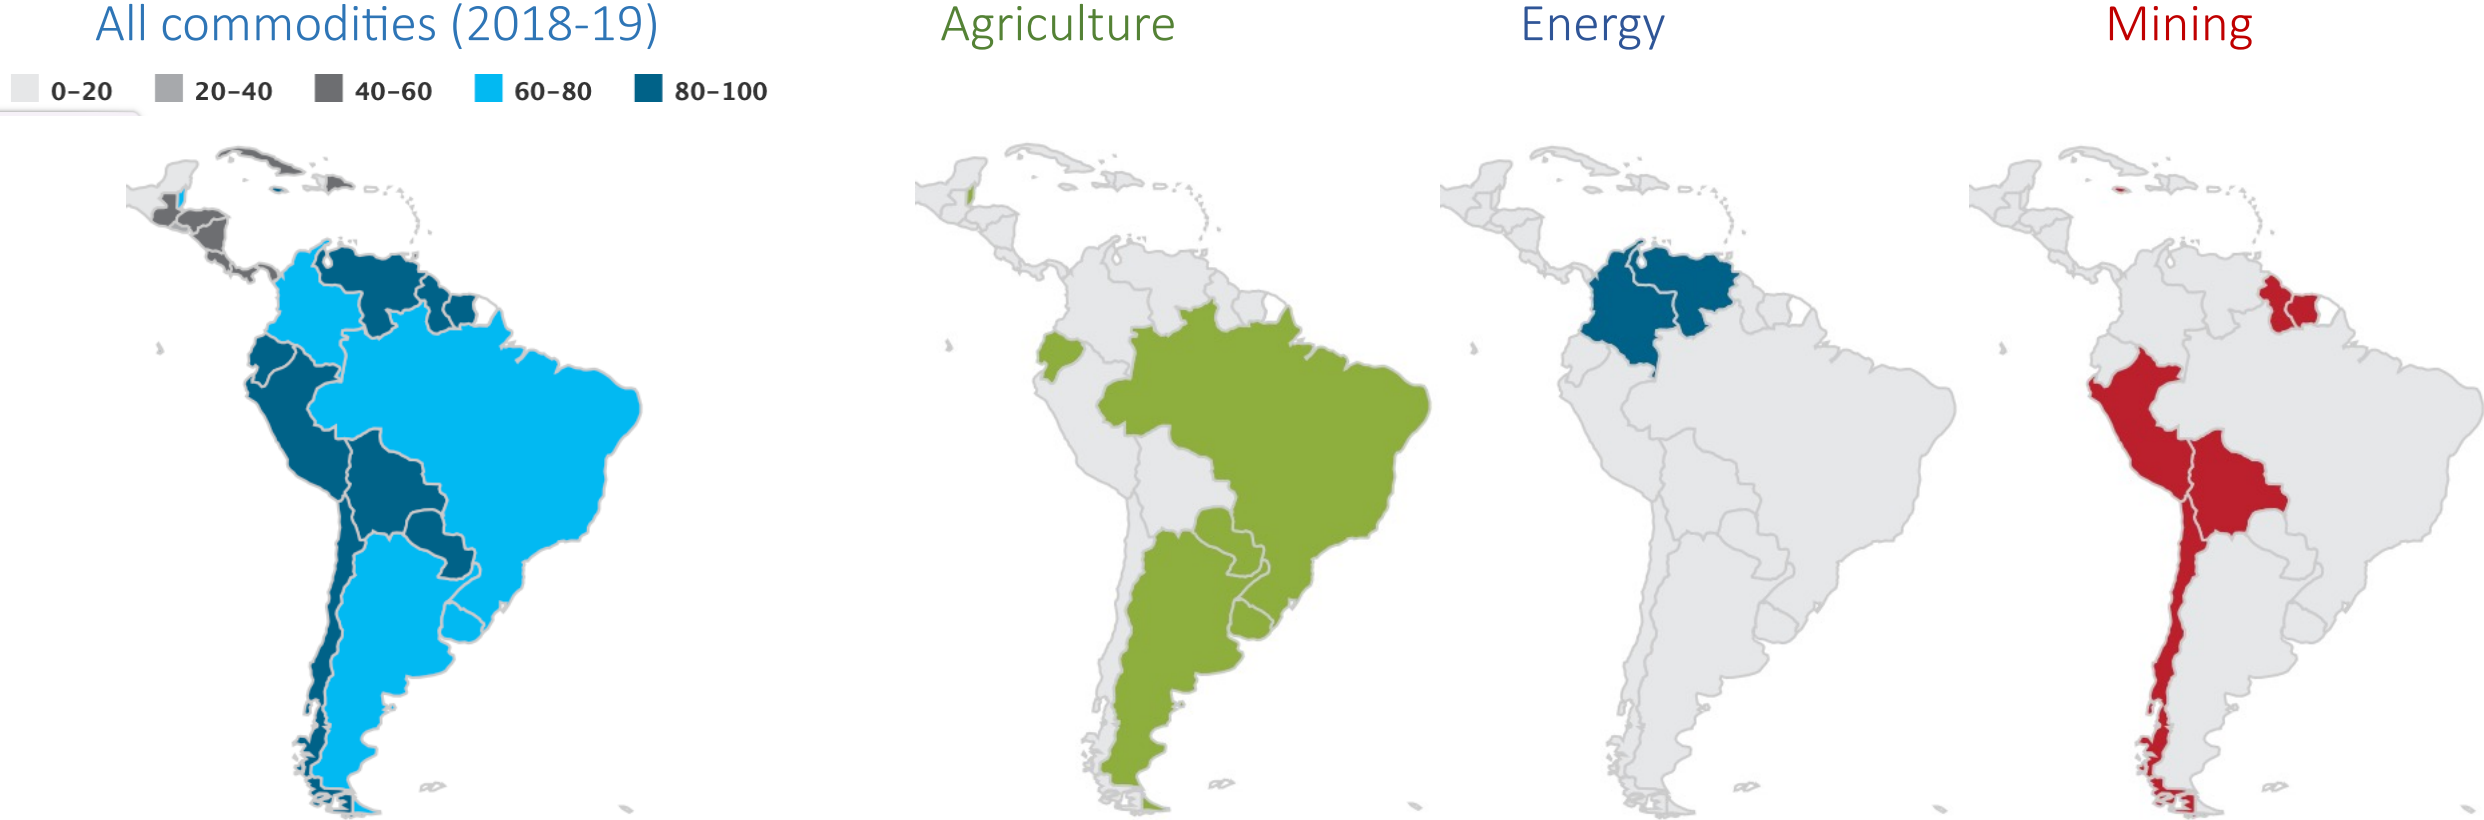 All commodities (2018-19)
Agriculture
Energy
Mining
0–20
20–40
40–60
60–80
80–100